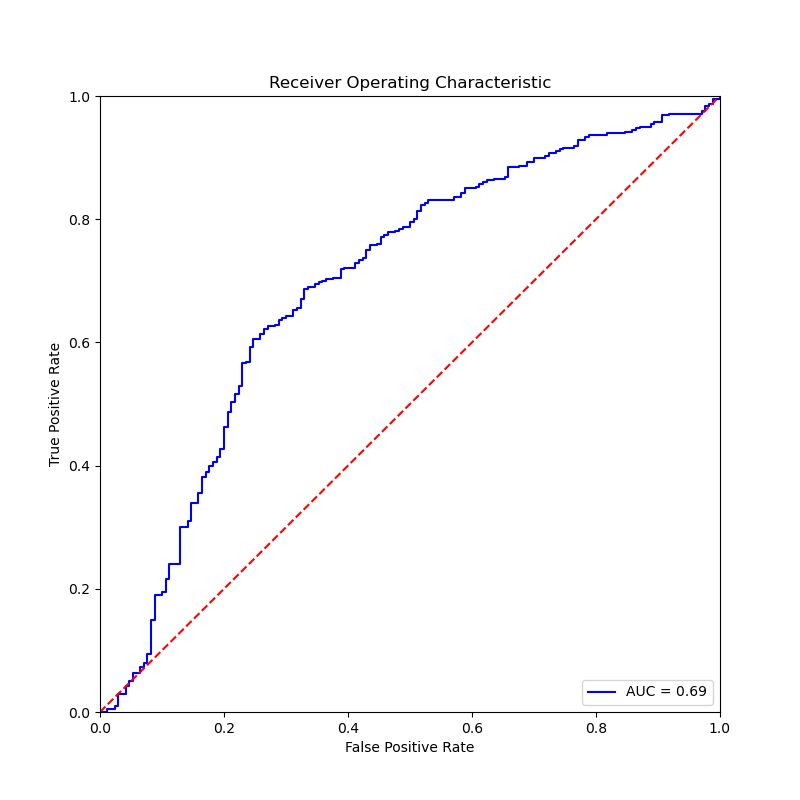 Receiver Operating Characteristic
1.0
0.8
0.6
0.4
0.2
0.0
True Positive Rate
AUC = 0.69
0.0 0.2 0.4 0.6 0.8 1.0
False Positive Rate